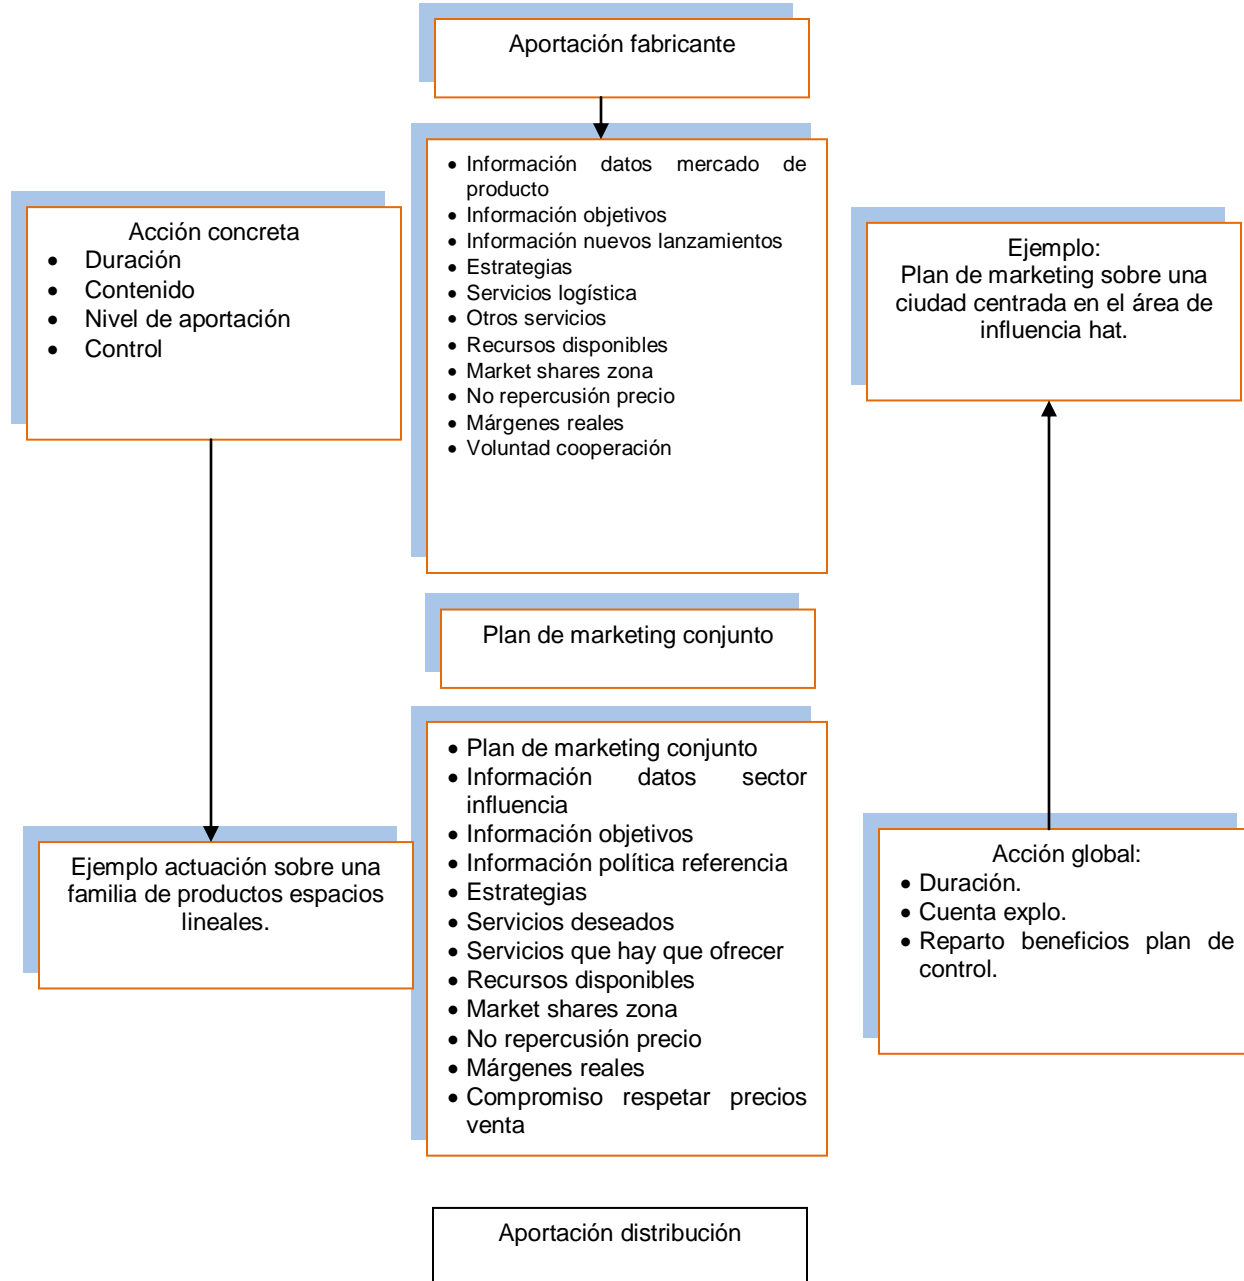 Aportación fabricante
• Información datos mercado de
producto
• Información objetivos
• Información nuevos lanzamientos
• Estrategias
• Servicios logística
• Otros servicios
• Recursos disponibles
• Market shares zona
• No repercusión precio
• Márgenes reales
• Voluntad cooperación
Acción concreta
• Duración
• Contenido
• Nivel de aportación
• Control
Ejemplo:
Plan de marketing sobre una
ciudad centrada en el área de
influencia hat.
Plan de marketing conjunto
• Plan de marketing conjunto
• Información datos sector
influencia
• Información objetivos
• Información política referencia
• Estrategias
• Servicios deseados
• Servicios que hay que ofrecer
• Recursos disponibles
• Market shares zona
• No repercusión precio
• Márgenes reales
• Compromiso respetar precios
venta
Ejemplo actuación sobre una
familia de productos espacios
lineales.
Acción global:
• Duración.
• Cuenta explo.
• Reparto beneficios plan de
control.
Aportación distribución